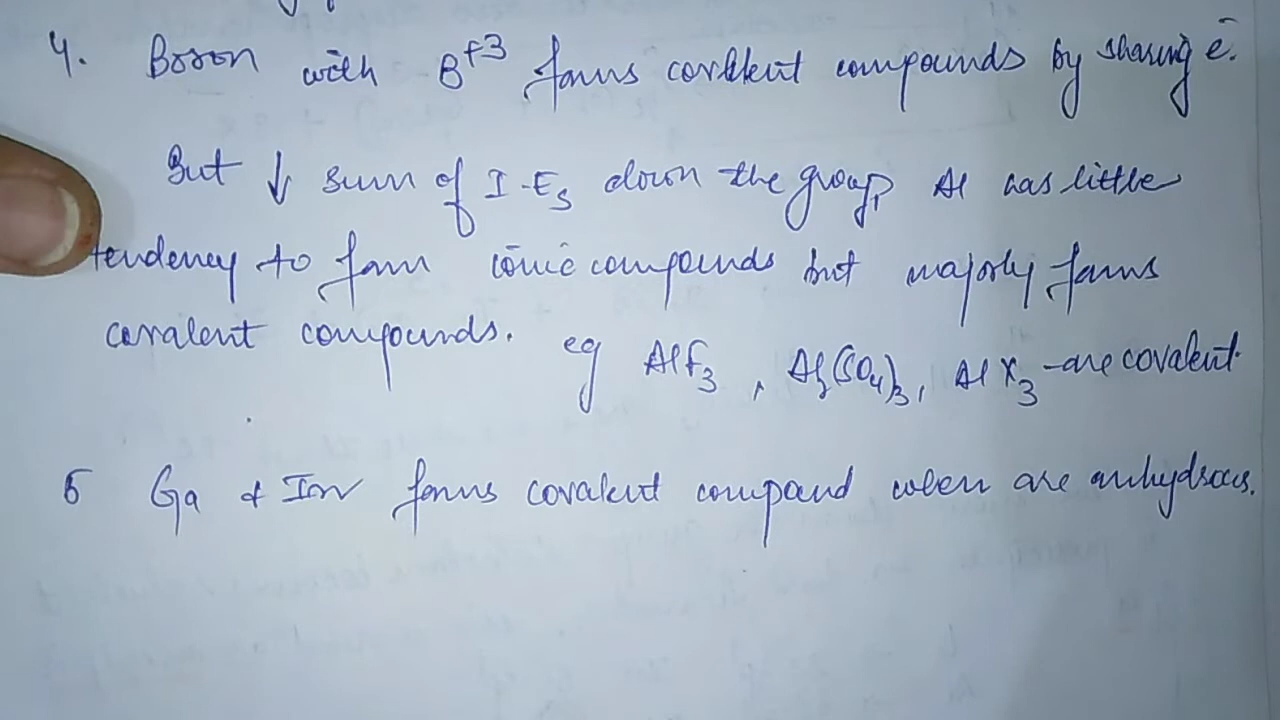 4. Boron with B+3 forms covalent compounds by sharing e-.
But ↓ sum of I.Es down the group, Al has little
tendency to form ionic compounds but majorly forms
covalent compounds. eg AlF3, Al2(SO4)3, AlX3 are covalent.
5 Ga & In forms covalent compound when are anhydrous.